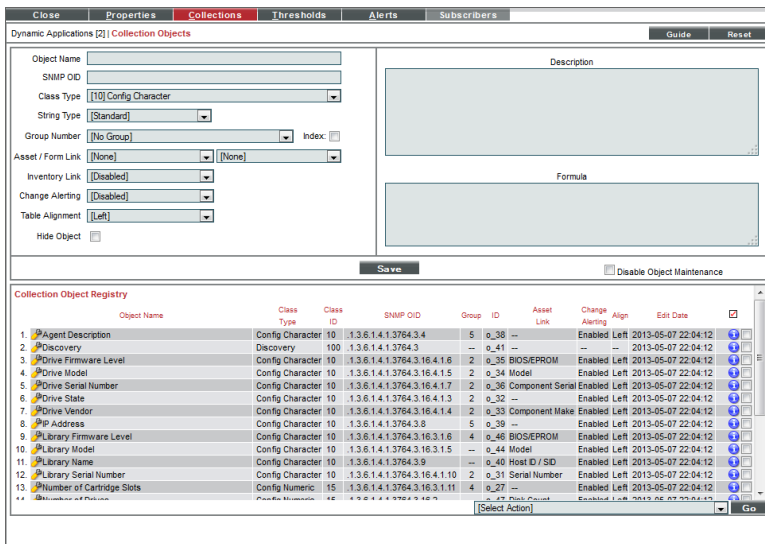 Close Properties Collections Thresholds Alerts Subscribers
Dynamic Applications [2] | Collection Objects Guide Reset
Object Name
SNMP OID
Class Type [10] Config Character
String Type [Standard]
Group Number [No Group] Index:
Asset / Form Link [None] [None]
Inventory Link [Disabled]
Change Alerting [Disabled]
Table Alignment [Left]
Hide Object
Description
Formula
Save Disable Object Maintenance
Collection Object Registry
Object Name Class Type Class ID SNMP OID Group ID Asset Link Change Alerting Align Edit Date
1. Agent Description Config Character 10 .1.3.6.1.4.1.3764.3.4 5 o_38 -- Enabled Left 2013-05-07 22:04:12
2. Discovery Discovery 100 .1.3.6.1.4.1.3764.3 -- o_41 -- -- -- 2013-05-07 22:04:12
3. Drive Firmware Level Config Character 10 .1.3.6.1.4.1.3764.3.16.4.1.6 2 o_35 BIOS/EPROM Enabled Left 2013-05-07 22:04:12
4. Drive Model Config Character 10 .1.3.6.1.4.1.3764.3.16.4.1.5 2 o_34 Model Enabled Left 2013-05-07 22:04:12
5. Drive Serial Number Config Character 10 .1.3.6.1.4.1.3764.3.16.4.1.7 2 o_36 Component Serial Enabled Left 2013-05-07 22:04:12
6. Drive State Config Character 10 .1.3.6.1.4.1.3764.3.16.4.1.3 2 o_32 -- Enabled Left 2013-05-07 22:04:12
7. Drive Vendor Config Character 10 .1.3.6.1.4.1.3764.3.16.4.1.4 2 o_33 Component Make Enabled Left 2013-05-07 22:04:12
8. IP Address Config Character 10 .1.3.6.1.4.1.3764.3.8 5 o_39 -- Enabled Left 2013-05-07 22:04:12
9. Library Firmware Level Config Character 10 .1.3.6.1.4.1.3764.3.16.3.1.6 4 o_46 BIOS/EPROM Enabled Left 2013-05-07 22:04:12
10. Library Model Config Character 10 .1.3.6.1.4.1.3764.3.16.3.1.5 -- o_44 Model Enabled Left 2013-05-07 22:04:12
11. Library Name Config Character 10 .1.3.6.1.4.1.3764.3.9 -- o_40 Host ID / SID Enabled Left 2013-05-07 22:04:12
12. Library Serial Number Config Character 10 .1.3.6.1.4.1.3764.3.16.4.1.10 2 o_31 Serial Number Enabled Left 2013-05-07 22:04:12
13. Number of Cartridge Slots Config Numeric 15 .1.3.6.1.4.1.3764.3.16.3.1.11 4 o_27 -- Enabled Left 2013-05-07 22:04:12
[Select Action] Go